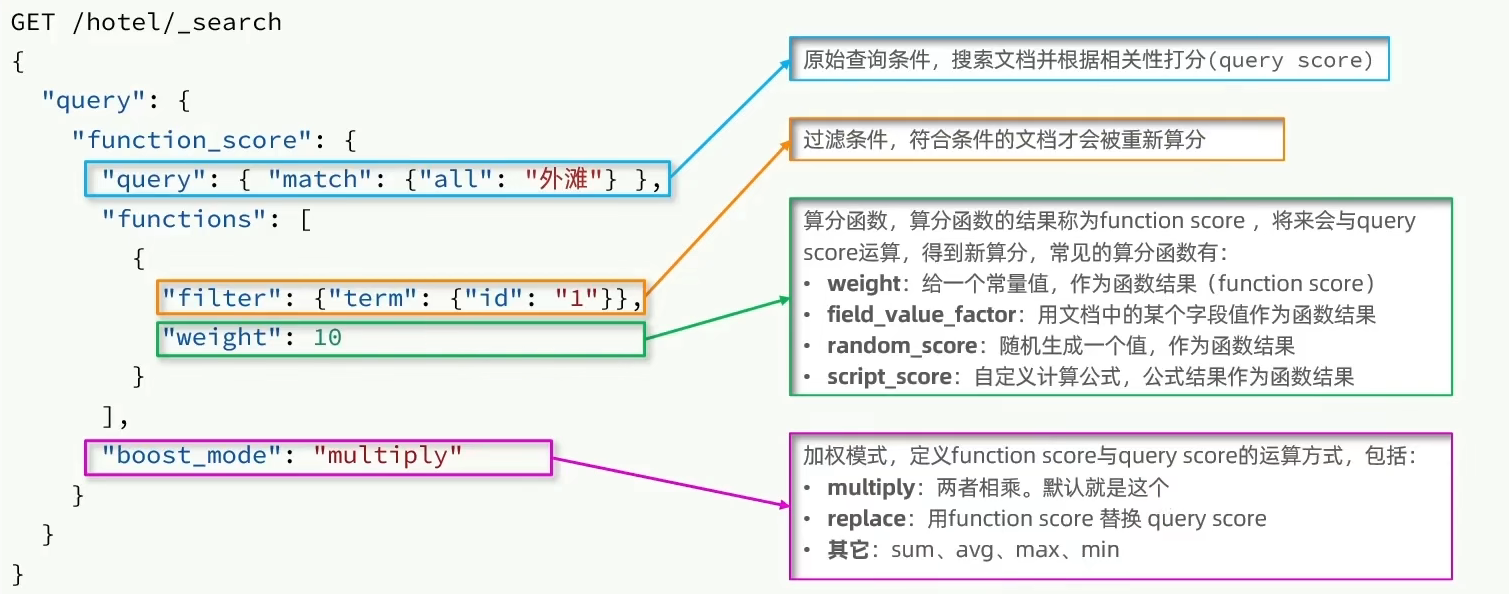 GET /hotel/_search
{
  "query": {
    "function_score": {
      "query": { "match": {"all": "外滩"} },
      "functions": [
        {
          "filter": {"term": {"id": "1"}},
          "weight": 10
        }
      ],
      "boost_mode": "multiply"
    }
  }
}
原始查询条件，搜索文档并根据相关性打分(query score)
过滤条件，符合条件的文档才会被重新算分
算分函数，算分函数的结果称为function score ，将来会与query
score运算，得到新算分，常见的算分函数有：
• weight：给一个常量值，作为函数结果（function score）
• field_value_factor：用文档中的某个字段值作为函数结果
• random_score：随机生成一个值，作为函数结果
• script_score：自定义计算公式，公式结果作为函数结果
加权模式，定义function score与query score的运算方式，包括：
• multiply：两者相乘。默认就是这个
• replace：用function score 替换 query score
• 其它：sum、avg、max、min